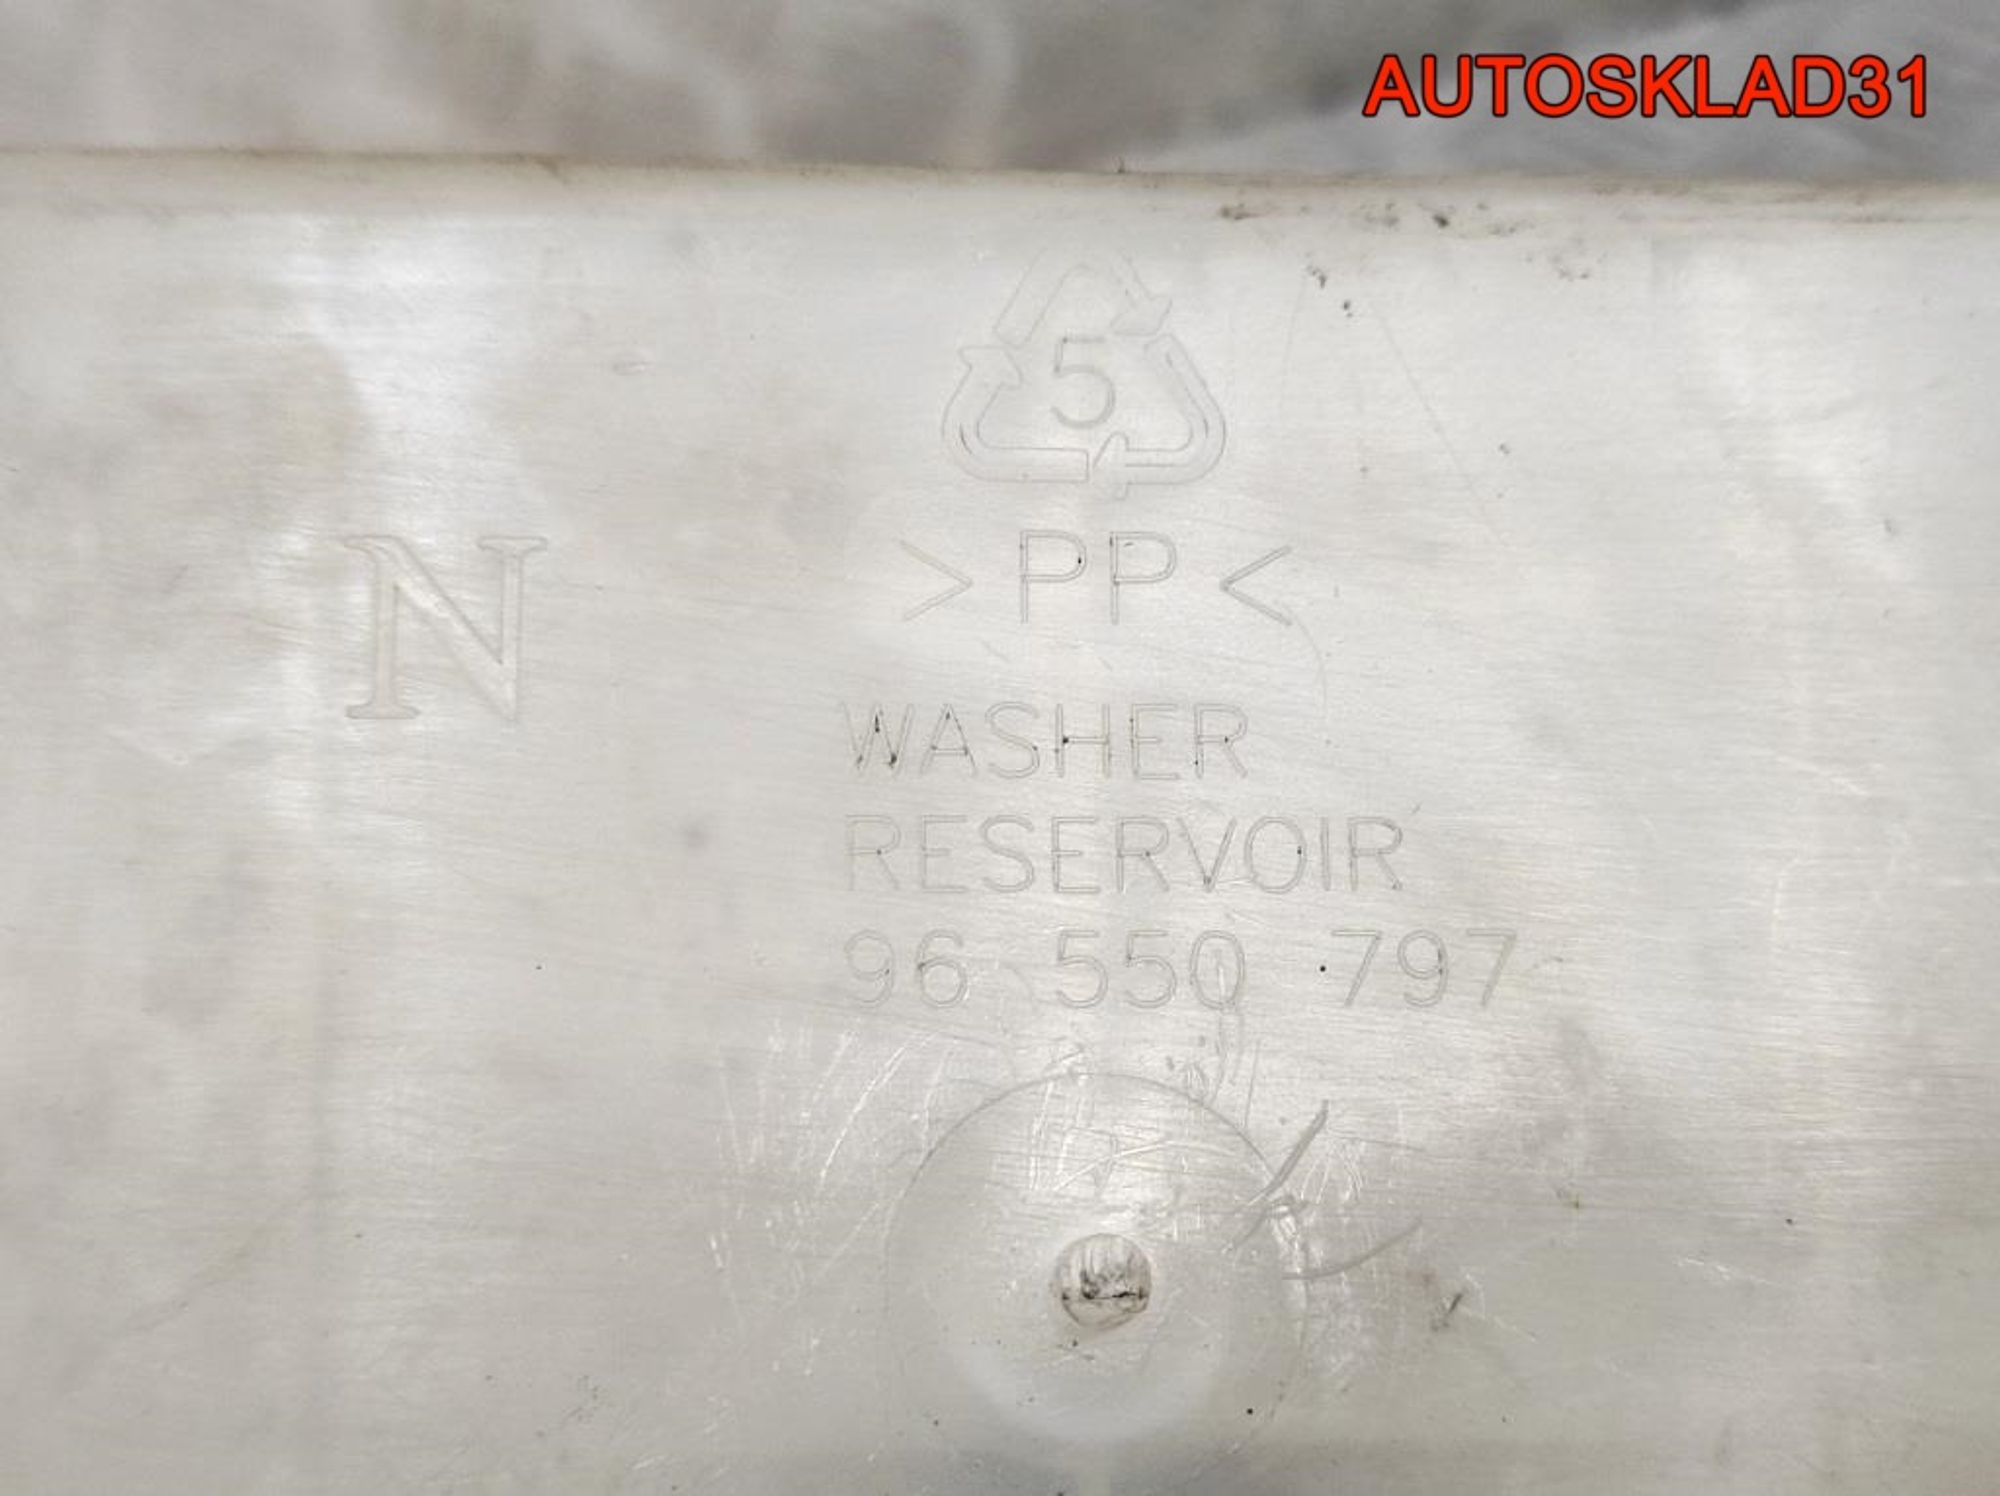 AUTOSKLAD31
5
>PP<
N
WASHER
RESERVOIR
96 550 797